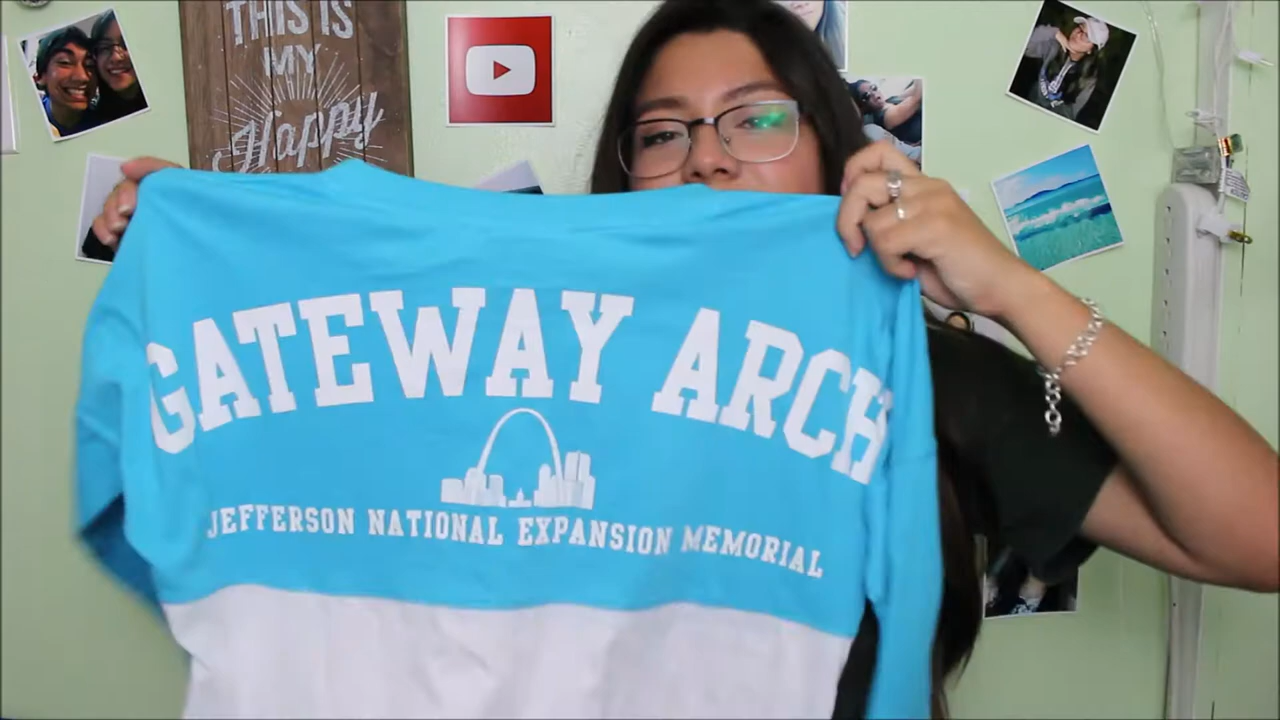 THIS IS
MY
Happy
GATEWAY ARCH
JEFFERSON NATIONAL EXPANSION MEMORIAL